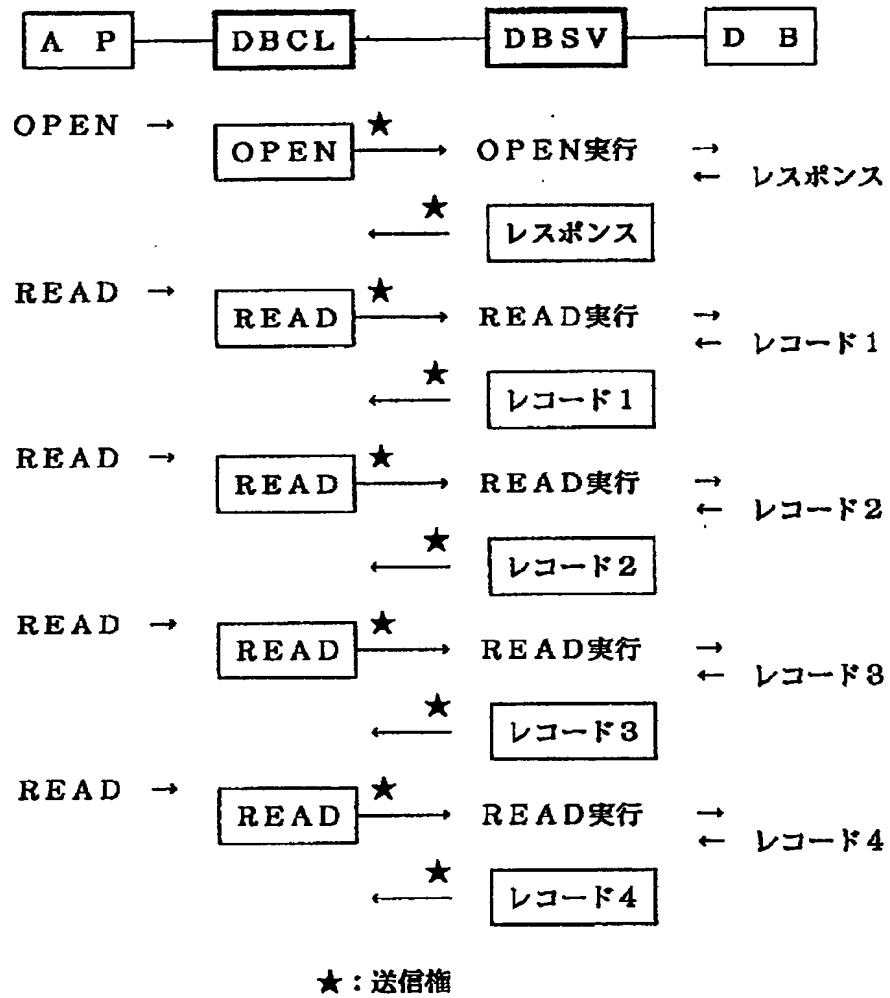 AP DBCL DBSV DB
OPEN →
OPEN ★ → OPEN実行 →
← レスポンス
← ★ レスポンス
READ →
READ ★ → READ実行 →
← レコード1
← ★ レコード1
READ →
READ ★ → READ実行 →
← レコード2
← ★ レコード2
READ →
READ ★ → READ実行 →
← レコード3
← ★ レコード3
READ →
READ ★ → READ実行 →
← レコード4
← ★ レコード4
★：送信権